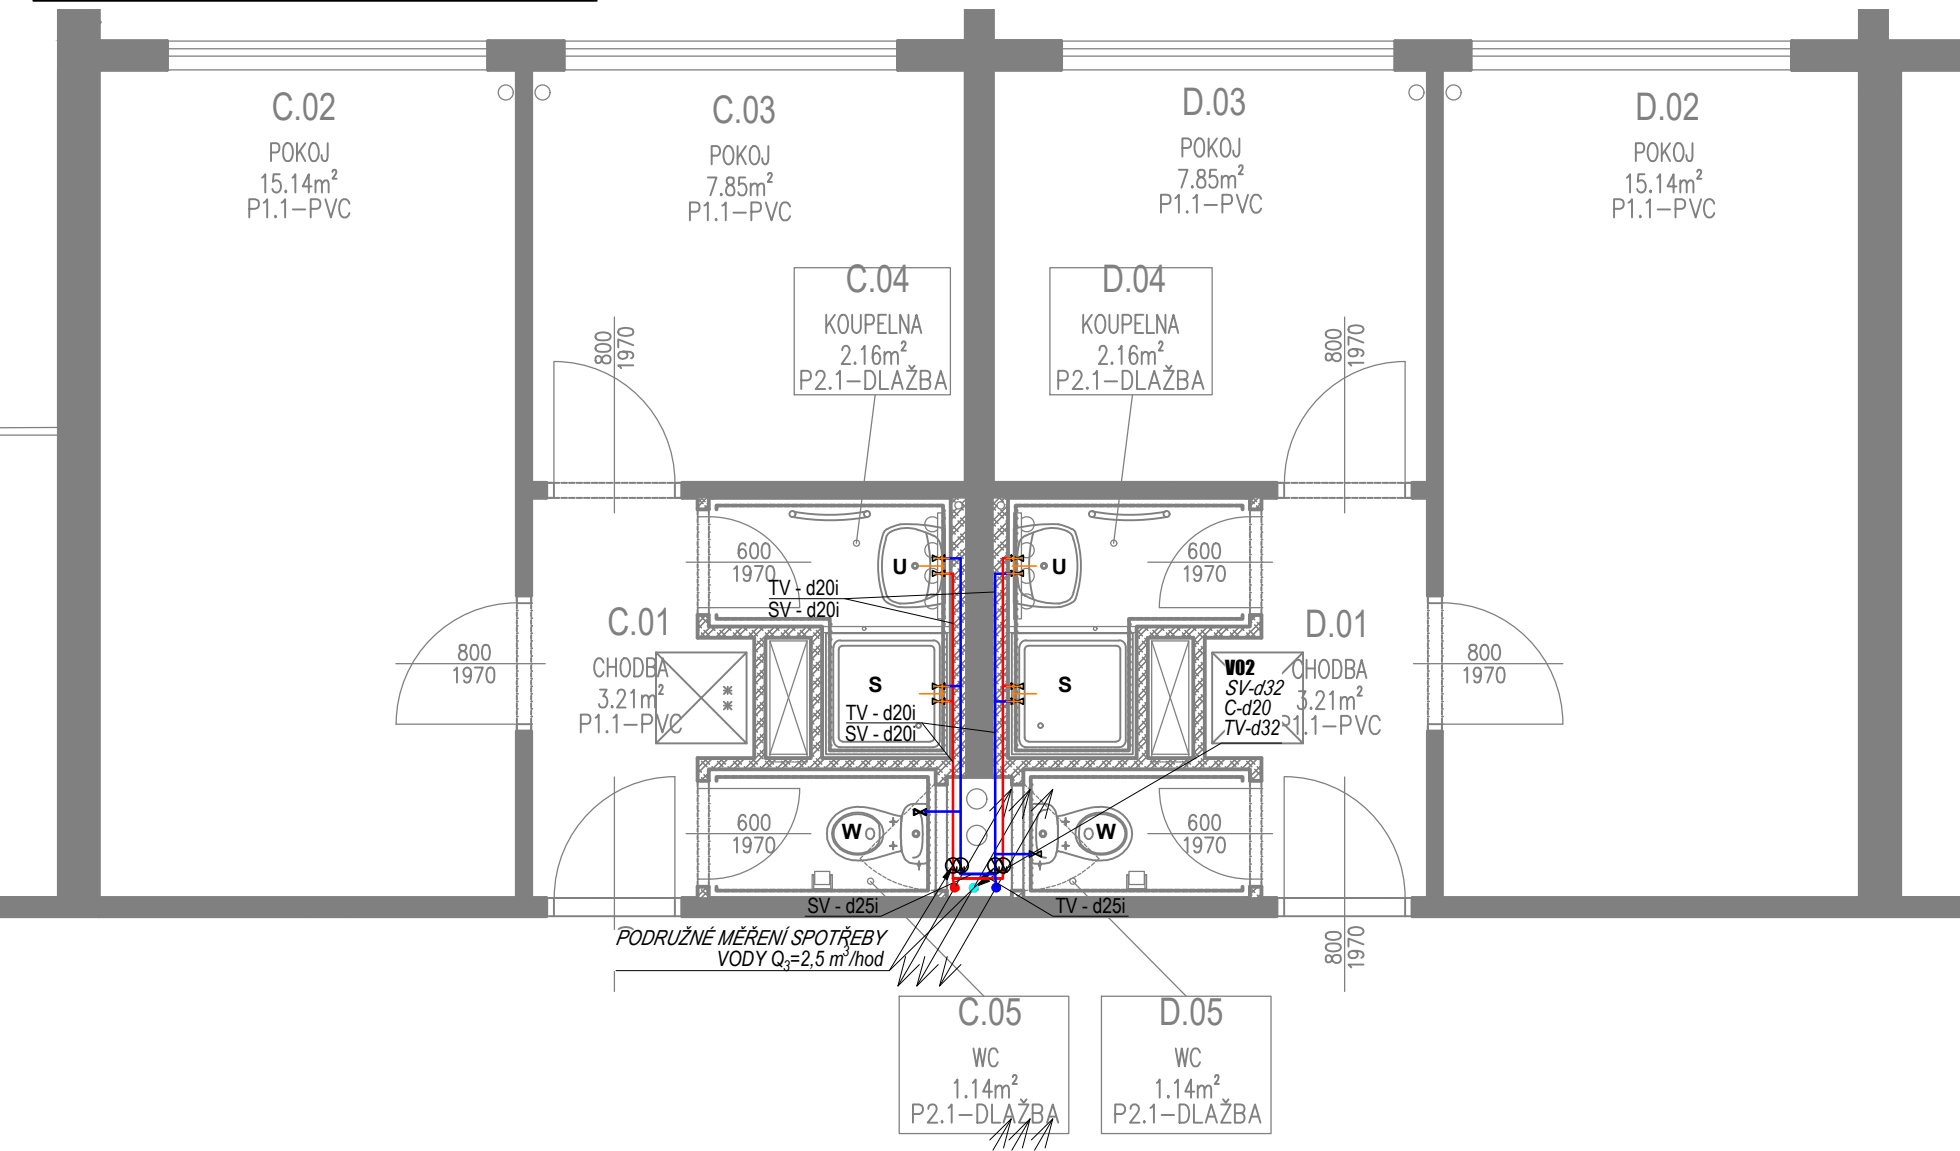 C.02
POKOJ
15.14m²
P1.1-PVC
C.03
POKOJ
7.85m²
P1.1-PVC
D.03
POKOJ
7.85m²
P1.1-PVC
D.02
POKOJ
15.14m²
P1.1-PVC
C.04
KOUPELNA
2.16m²
P2.1-DLAŽBA
D.04
KOUPELNA
2.16m²
P2.1-DLAŽBA
800
1970
800
1970
600
1970
U
U
600
1970
TV - d20i
SV - d20i
C.01
CHODBA
3.21m²
P1.1-PVC
800
1970
S
S
TV - d20i
SV - d20i
V02
SV-d32
C-d20
TV-d32
D.01
CHODBA
3.21m²
P1.1-PVC
800
1970
600
1970
W
W
600
1970
SV - d25i
TV - d25i
PODRUŽNÉ MĚŘENÍ SPOTŘEBY
VODY Q₃=2,5 m³/hod
800
1970
C.05
WC
1.14m²
P2.1-DLAŽBA
D.05
WC
1.14m²
P2.1-DLAŽBA